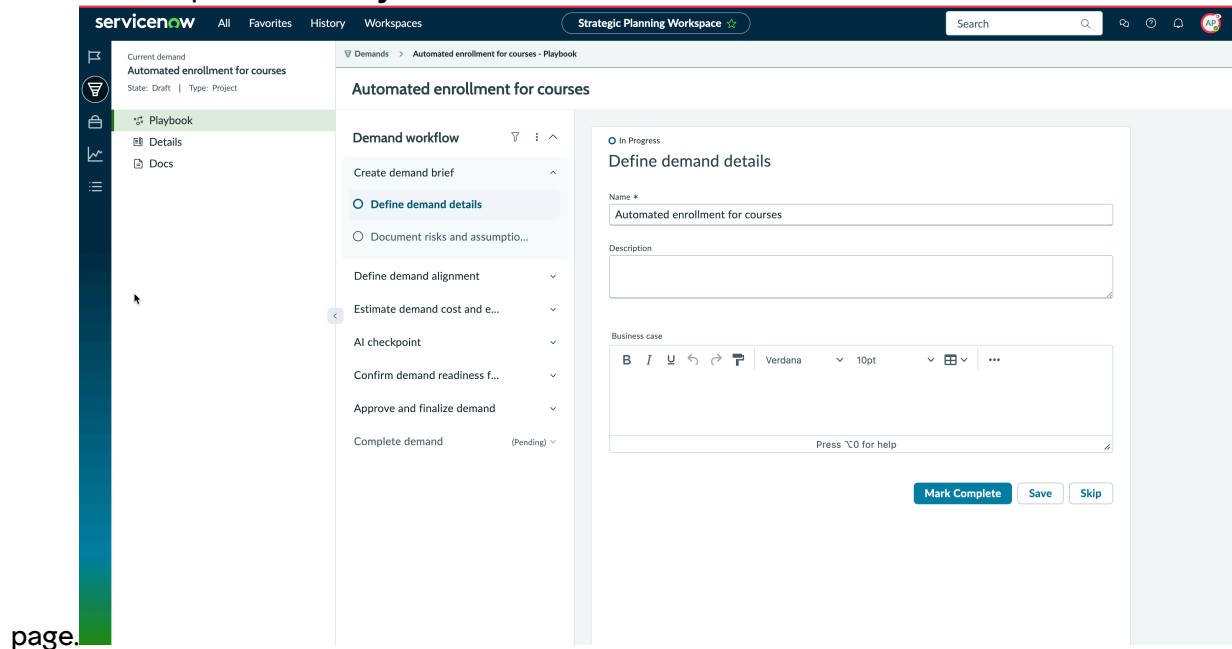 servicenow All Favorites History Workspaces Strategic Planning Workspace Search AP
Current demand
Automated enrollment for courses
State: Draft | Type: Project
Playbook
Details
Docs
Demands > Automated enrollment for courses - Playbook
Automated enrollment for courses
Demand workflow
Create demand brief
Define demand details
Document risks and assumptio...
Define demand alignment
Estimate demand cost and e...
AI checkpoint
Confirm demand readiness f...
Approve and finalize demand
Complete demand (Pending)
In Progress
Define demand details
Name *
Automated enrollment for courses
Description
Business case
B I U Verdana 10pt
Press ⌥0 for help
Mark Complete Save Skip
page.